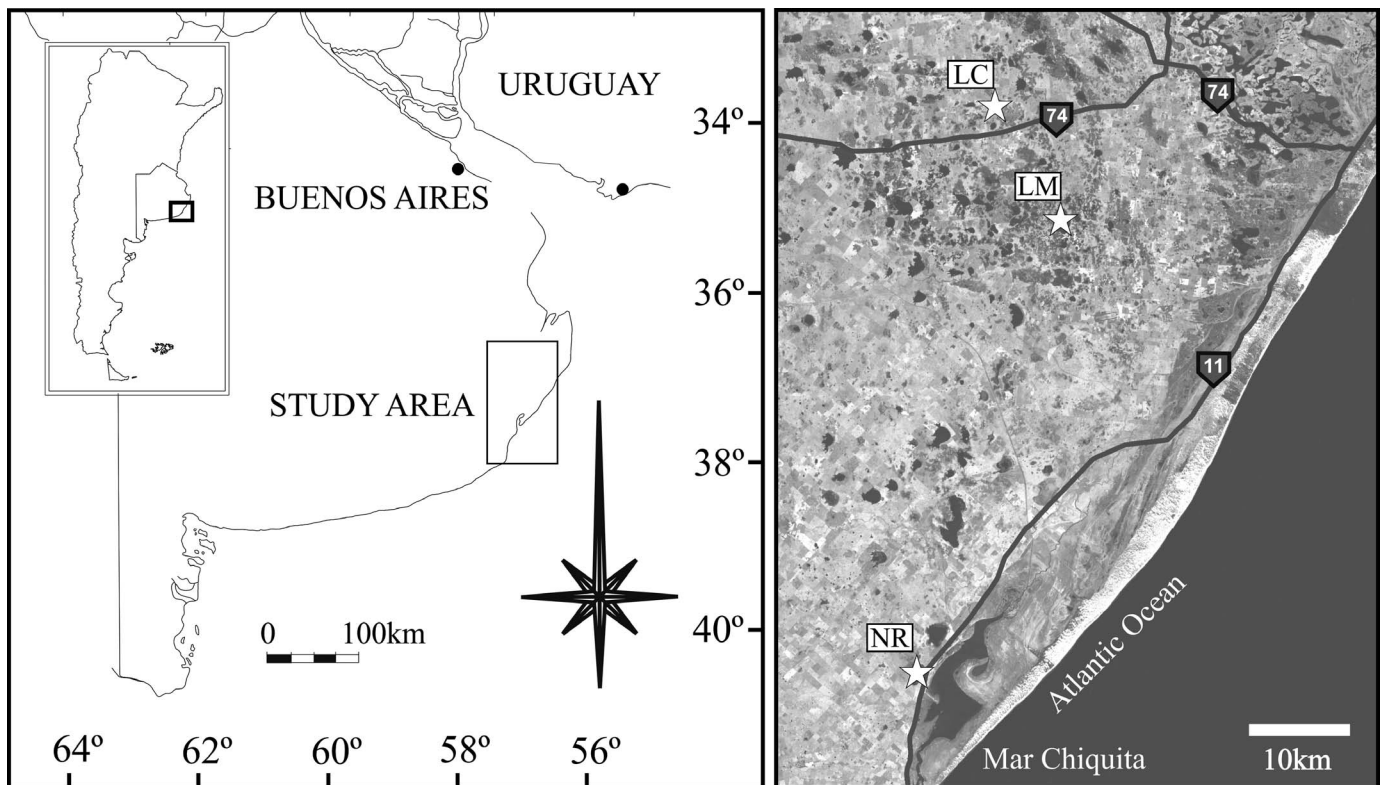 URUGUAY
BUENOS AIRES
STUDY AREA
0 100km
34º
36º
38º
40º
64º 62º 60º 58º 56º
LC
74
74
LM
11
NR
Atlantic Ocean
Mar Chiquita
10km